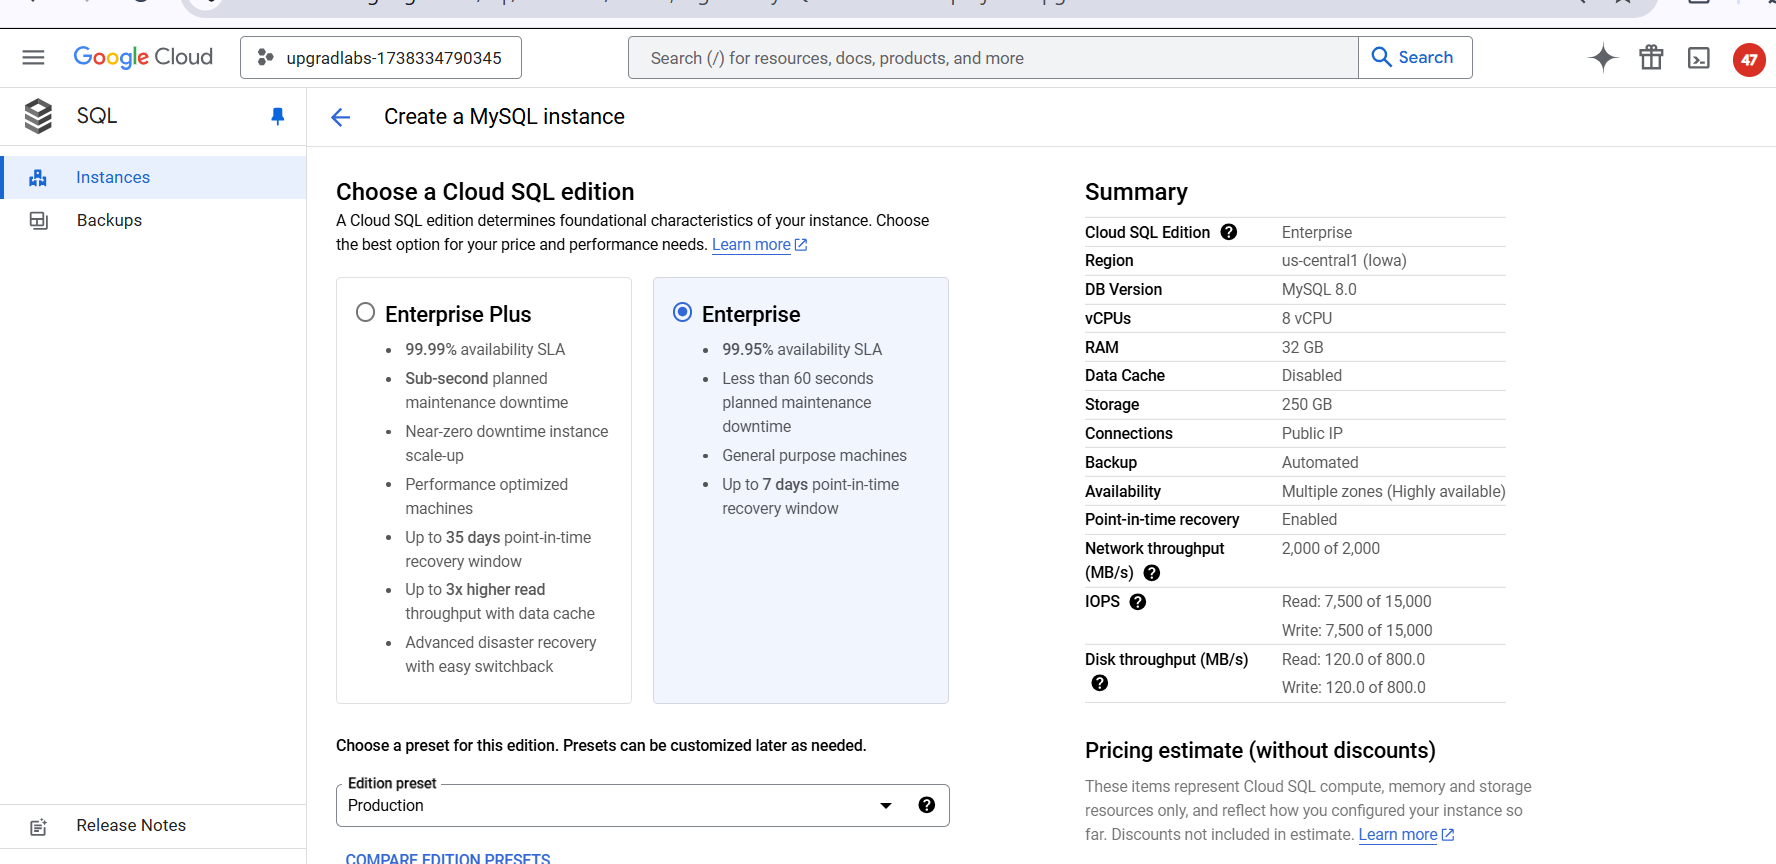 Google Cloud
upgradlabs-1738334790345
Search (/) for resources, docs, products, and more
Search
47
SQL
Create a MySQL instance
Instances
Backups
Release Notes
Choose a Cloud SQL edition
A Cloud SQL edition determines foundational characteristics of your instance. Choose
the best option for your price and performance needs. Learn more
Enterprise Plus
99.99% availability SLA
Sub-second planned
maintenance downtime
Near-zero downtime instance
scale-up
Performance optimized
machines
Up to 35 days point-in-time
recovery window
Up to 3x higher read
throughput with data cache
Advanced disaster recovery
with easy switchback
Enterprise
99.95% availability SLA
Less than 60 seconds
planned maintenance
downtime
General purpose machines
Up to 7 days point-in-time
recovery window
Choose a preset for this edition. Presets can be customized later as needed.
Edition preset
Production
COMPARE EDITION PRESETS
Summary
Cloud SQL Edition Enterprise
Region us-central1 (Iowa)
DB Version MySQL 8.0
vCPUs 8 vCPU
RAM 32 GB
Data Cache Disabled
Storage 250 GB
Connections Public IP
Backup Automated
Availability Multiple zones (Highly available)
Point-in-time recovery Enabled
Network throughput 2,000 of 2,000
(MB/s)
IOPS Read: 7,500 of 15,000
Write: 7,500 of 15,000
Disk throughput (MB/s) Read: 120.0 of 800.0
Write: 120.0 of 800.0
Pricing estimate (without discounts)
These items represent Cloud SQL compute, memory and storage
resources only, and reflect how you configured your instance so
far. Discounts not included in estimate. Learn more